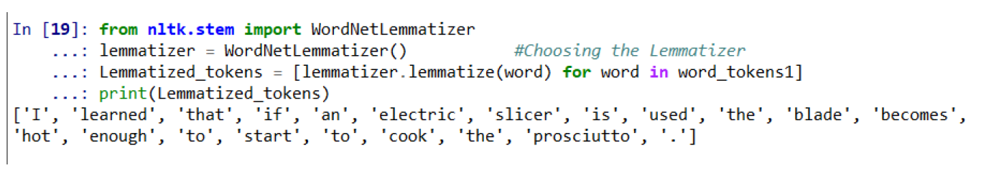 In [19]: from nltk.stem import WordNetLemmatizer
...: lemmatizer = WordNetLemmatizer() #Choosing the Lemmatizer
...: Lemmatized_tokens = [lemmatizer.lemmatize(word) for word in word_tokens1]
...: print(Lemmatized_tokens)
['I', 'learned', 'that', 'if', 'an', 'electric', 'slicer', 'is', 'used', 'the', 'blade', 'becomes',
'hot', 'enough', 'to', 'start', 'to', 'cook', 'the', 'prosciutto', '.']